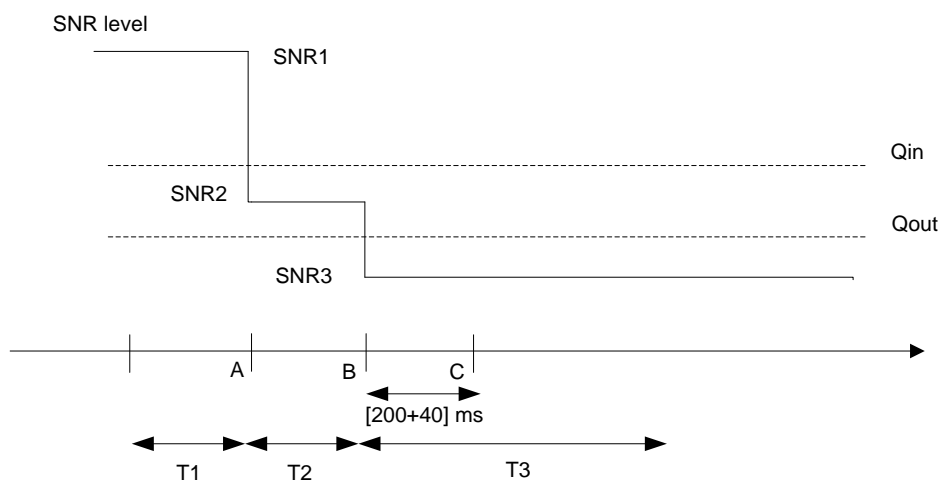 SNR level
SNR1
Qin
SNR2
Qout
SNR3
A
B
C
[200+40] ms
T1
T2
T3